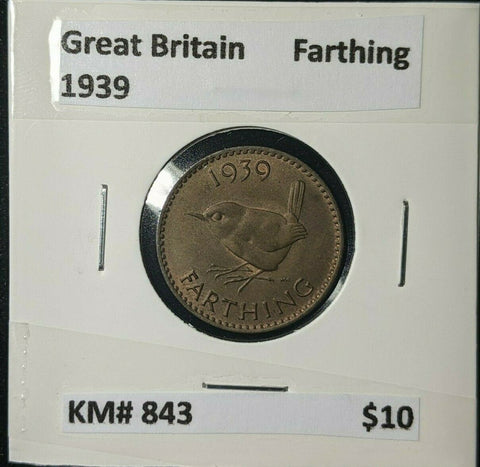 Great Britain Farthing
1939
1939
FARTHING
KM# 843 $10